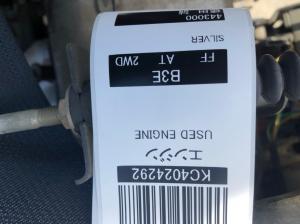 443000
SILVER
FF AT 2WD
B3E
USED ENGINE
エンジン
KC4024292